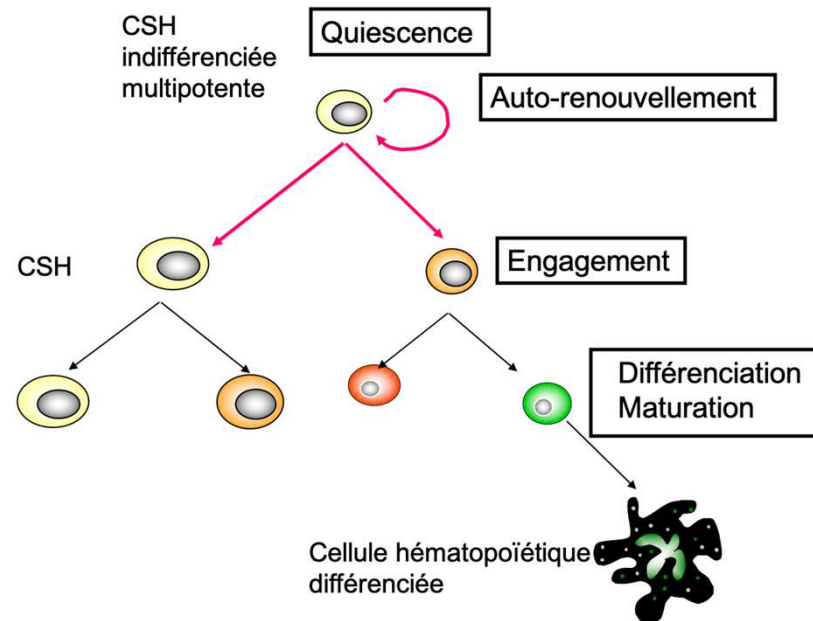 CSH
indifférenciée
multipotente
Quiescence
Auto-renouvellement
CSH
Engagement
Différenciation
Maturation
Cellule hématopoïétique
différenciée